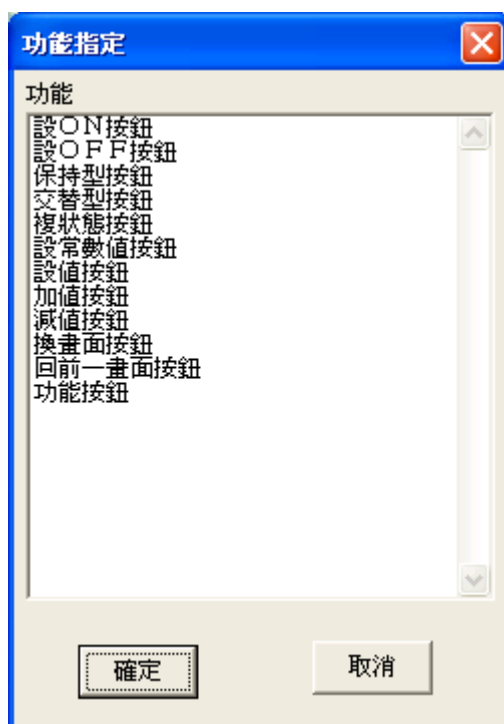 功能指定
功能
設ＯＮ按鈕
設ＯＦＦ按鈕
保持型按鈕
交替型按鈕
複狀態按鈕
設常數值按鈕
設值按鈕
加值按鈕
減值按鈕
換畫面按鈕
回前一畫面按鈕
功能按鈕
確定
取消